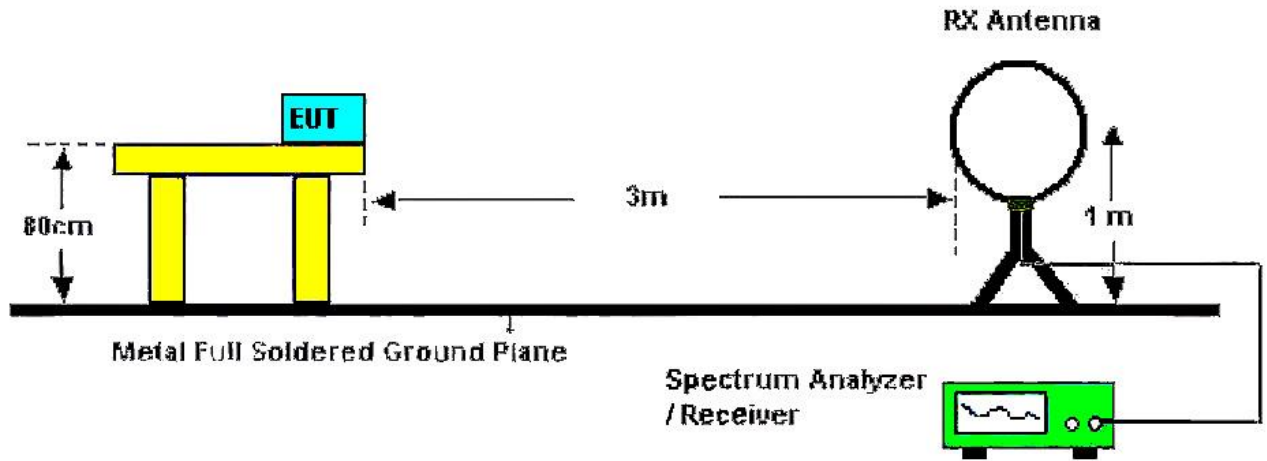 RX Antenna
EUT
80cm
3m
1 m
Metal Full Soldered Ground Plane
Spectrum Analyzer
/ Receiver